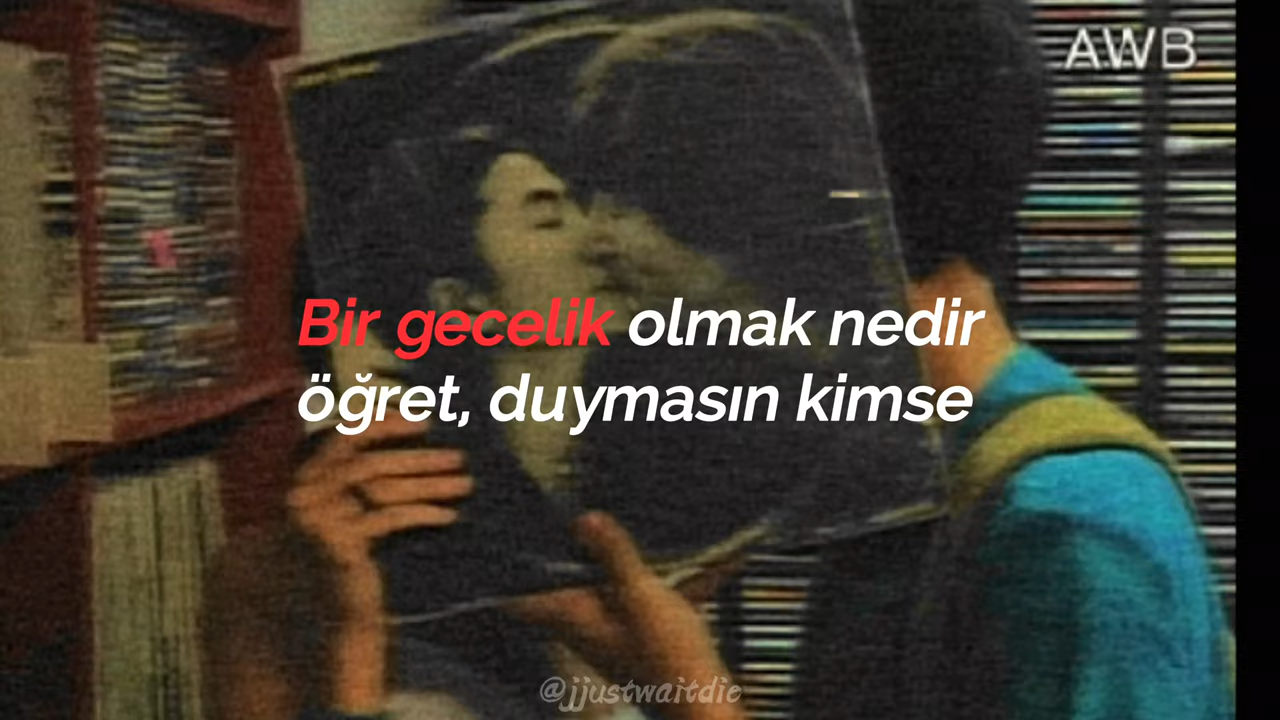 AWB
Bir gecelik olmak nedir
öğret, duymasın kimse
@jjustwaitdie